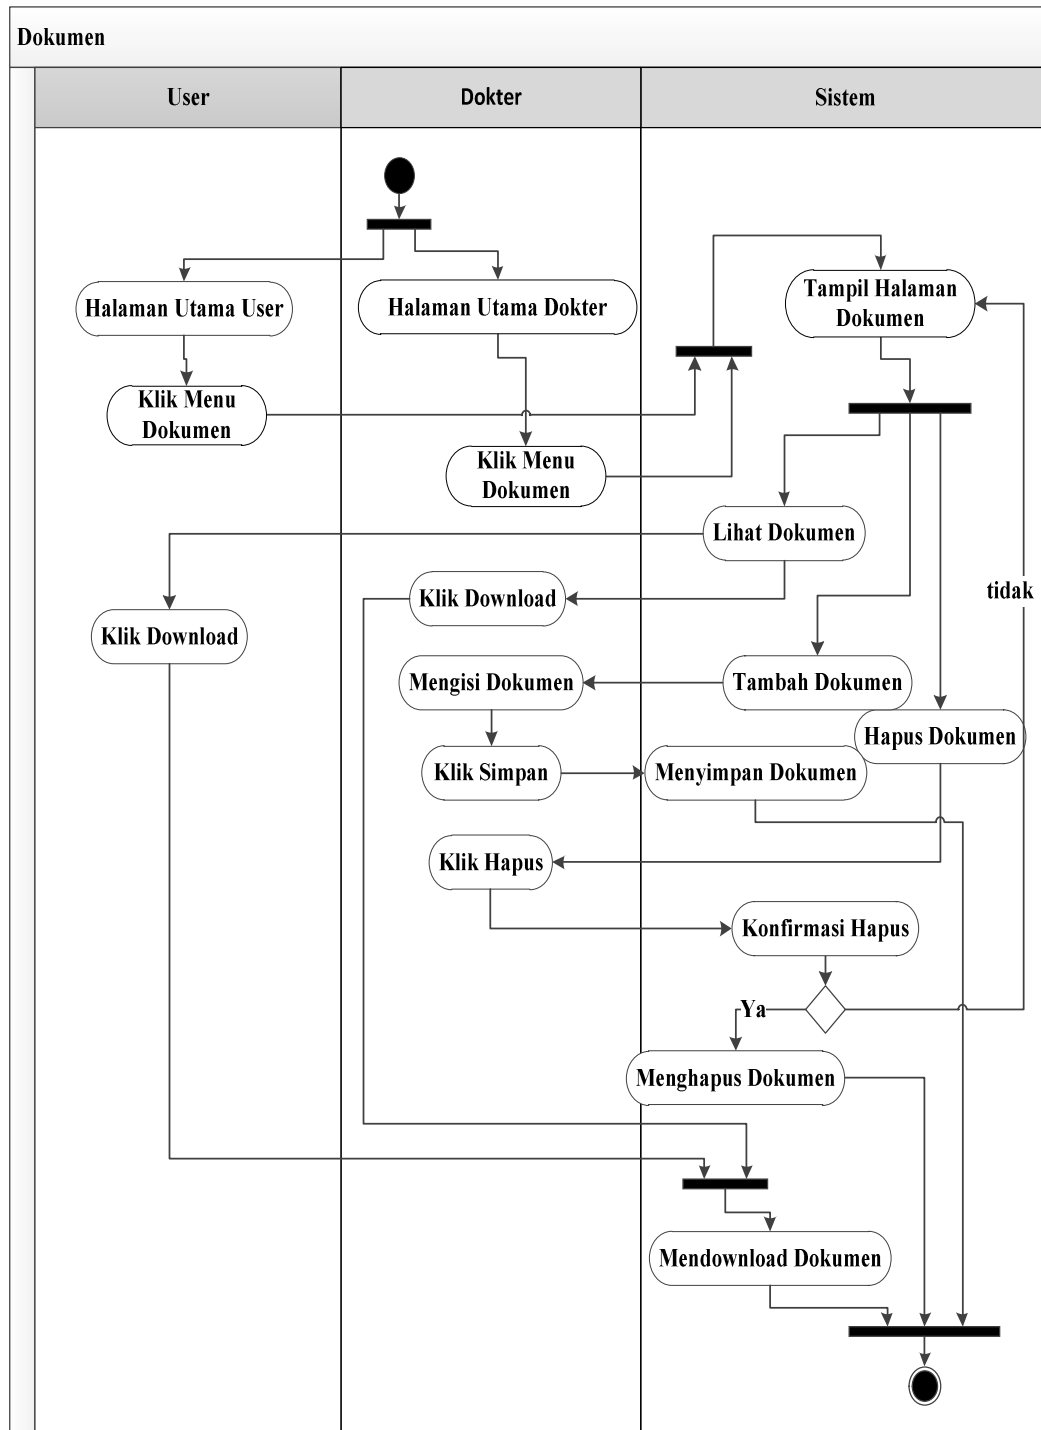 Dokumen
User
Dokter
Sistem
Halaman Utama User
Halaman Utama Dokter
Tampil Halaman
Dokumen
Klik Menu
Dokumen
Klik Menu
Dokumen
Lihat Dokumen
Klik Download
tidak
Klik Download
Mengisi Dokumen
Tambah Dokumen
Hapus Dokumen
Klik Simpan
Menyimpan Dokumen
Klik Hapus
Konfirmasi Hapus
Ya
Menghapus Dokumen
Mendownload Dokumen